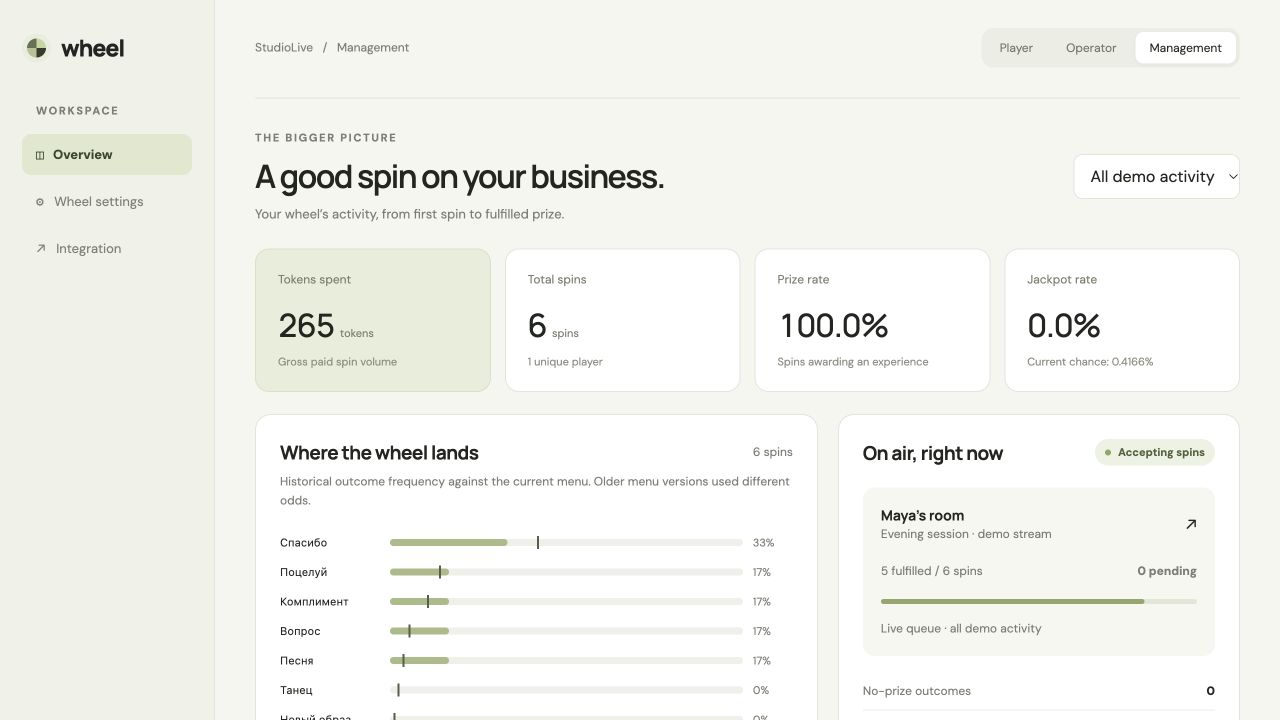 wheel
WORKSPACE
Overview
Wheel settings
Integration
StudioLive / Management
Player Operator Management
THE BIGGER PICTURE
A good spin on your business.
Your wheel's activity, from first spin to fulfilled prize.
All demo activity
Tokens spent
265 tokens
Gross paid spin volume
Total spins
6 spins
1 unique player
Prize rate
100.0%
Spins awarding an experience
Jackpot rate
0.0%
Current chance: 0.4166%
Where the wheel lands
6 spins
Historical outcome frequency against the current menu. Older menu versions used different
odds.
Спасибо 33%
Поцелуй 17%
Комплимент 17%
Вопрос 17%
Песня 17%
Танец 0%
Новый образ 0%
On air, right now
Accepting spins
Maya's room
Evening session · demo stream
5 fulfilled / 6 spins 0 pending
Live queue · all demo activity
No-prize outcomes 0